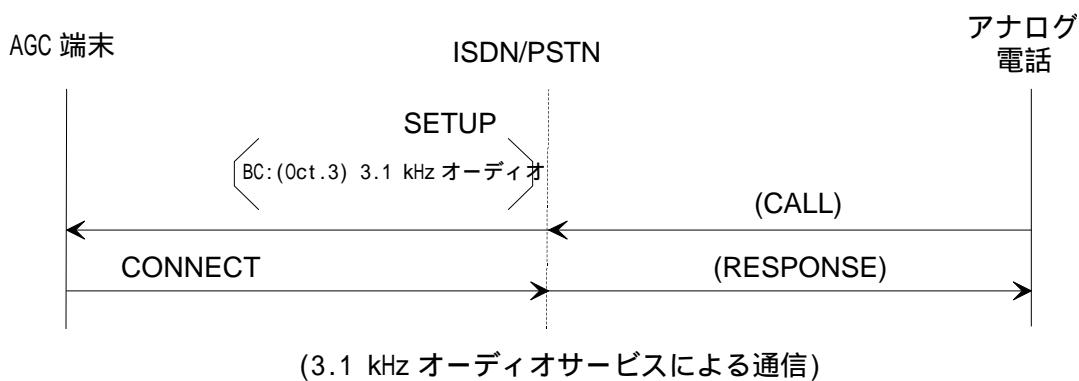 AGC 端末
ISDN/PSTN
アナログ
電話
SETUP
BC:(Oct.3) 3.1 kHz オーディオ
(CALL)
CONNECT
(RESPONSE)
(3.1 kHz オーディオサービスによる通信)